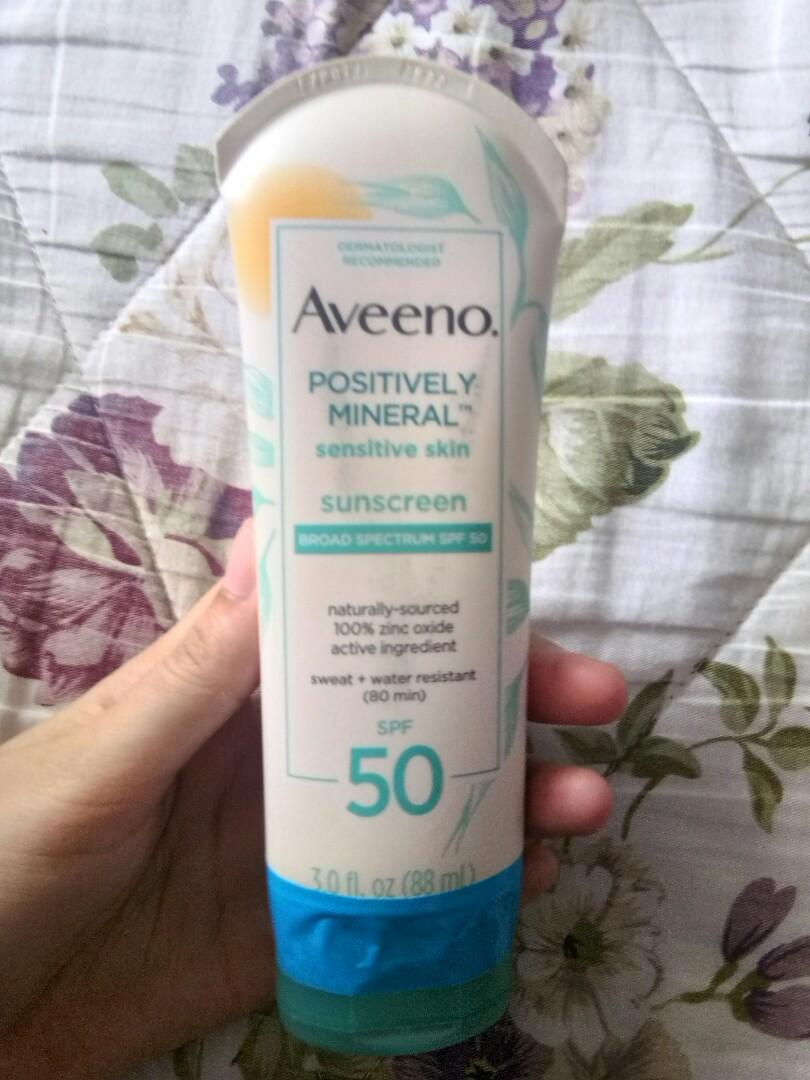 DERMATOLOGIST
RECOMMENDED
Aveeno.
POSITIVELY
MINERAL™
sensitive skin
sunscreen
BROAD SPECTRUM SPF 50
naturally-sourced
100% zinc oxide
active ingredient
sweat + water resistant
(80 min)
SPF
50
3.0 fl. oz (88 mL)